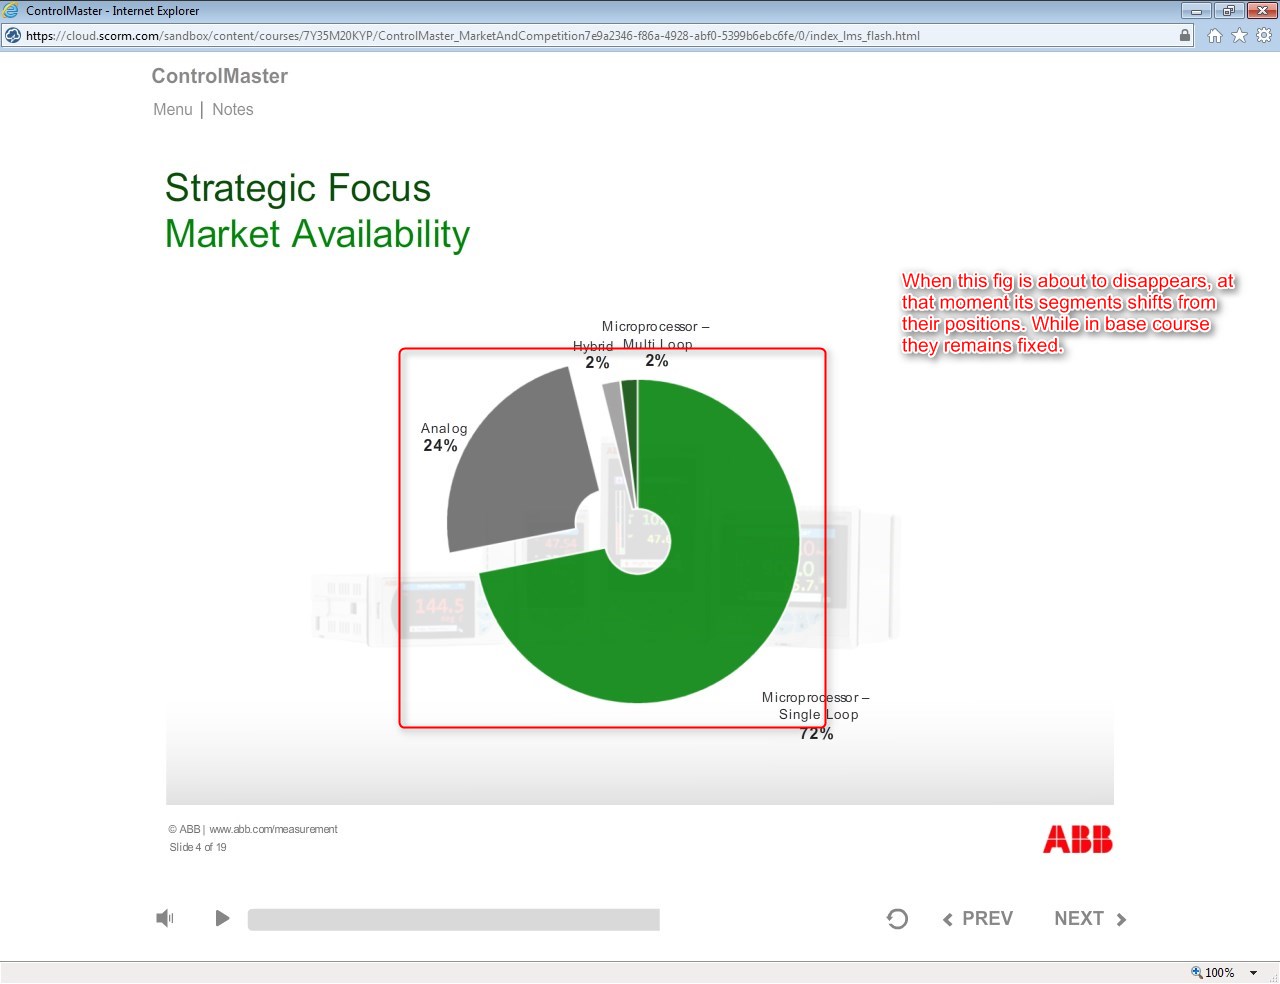 ControlMaster - Internet Explorer
https://cloud.scorm.com/sandbox/content/courses/7Y35M20KYP/ControlMaster_MarketAndCompetition7e9a2346-f86a-4928-abf0-5399b6ebc6fe/0/index_lms_flash.html
ControlMaster
Menu | Notes
Strategic Focus
Market Availability
When this fig is about to disappears, at
that moment its segments shifts from
their positions. While in base course
they remains fixed.
Microprocessor –
Multi Loop
2%
Hybrid
2%
Analog
24%
144.5
47.54
Microprocessor –
Single Loop
72%
© ABB | www.abb.com/measurement
Slide 4 of 19
ABB
PREV
NEXT
100%